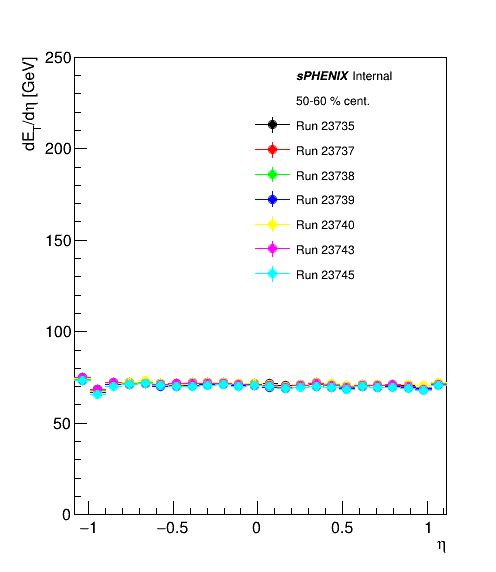 dE_T/dη [GeV]
250
200
150
100
50
0
sPHENIX Internal
50-60 % cent.
Run 23735
Run 23737
Run 23738
Run 23739
Run 23740
Run 23743
Run 23745
−1 −0.5 0 0.5 1
η